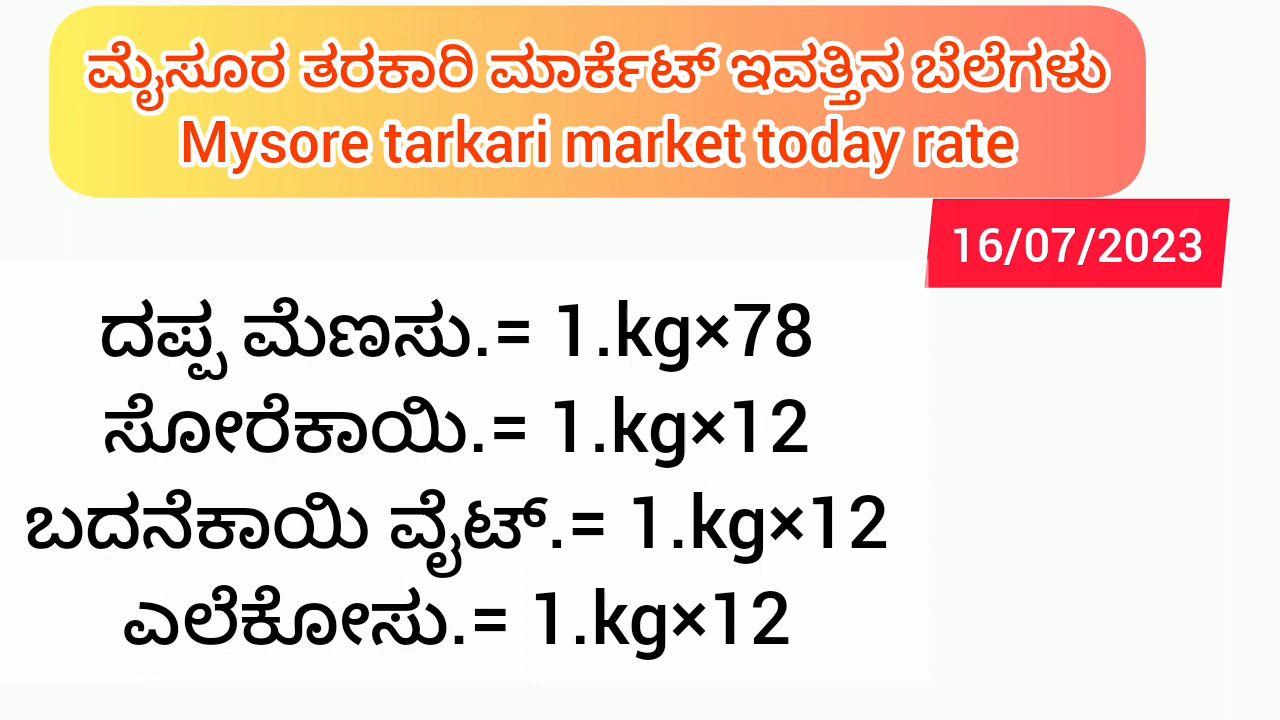 ಮೈಸೂರ ತರಕಾರಿ ಮಾರ್ಕೆಟ್ ಇವತ್ತಿನ ಬೆಲೆಗಳು
Mysore tarkari market today rate
16/07/2023
ದಪ್ಪ ಮೆಣಸು.= 1.kg×78
ಸೋರೆಕಾಯಿ.= 1.kg×12
ಬದನೆಕಾಯಿ ವೈಟ್.= 1.kg×12
ಎಲೆಕೋಸು.= 1.kg×12